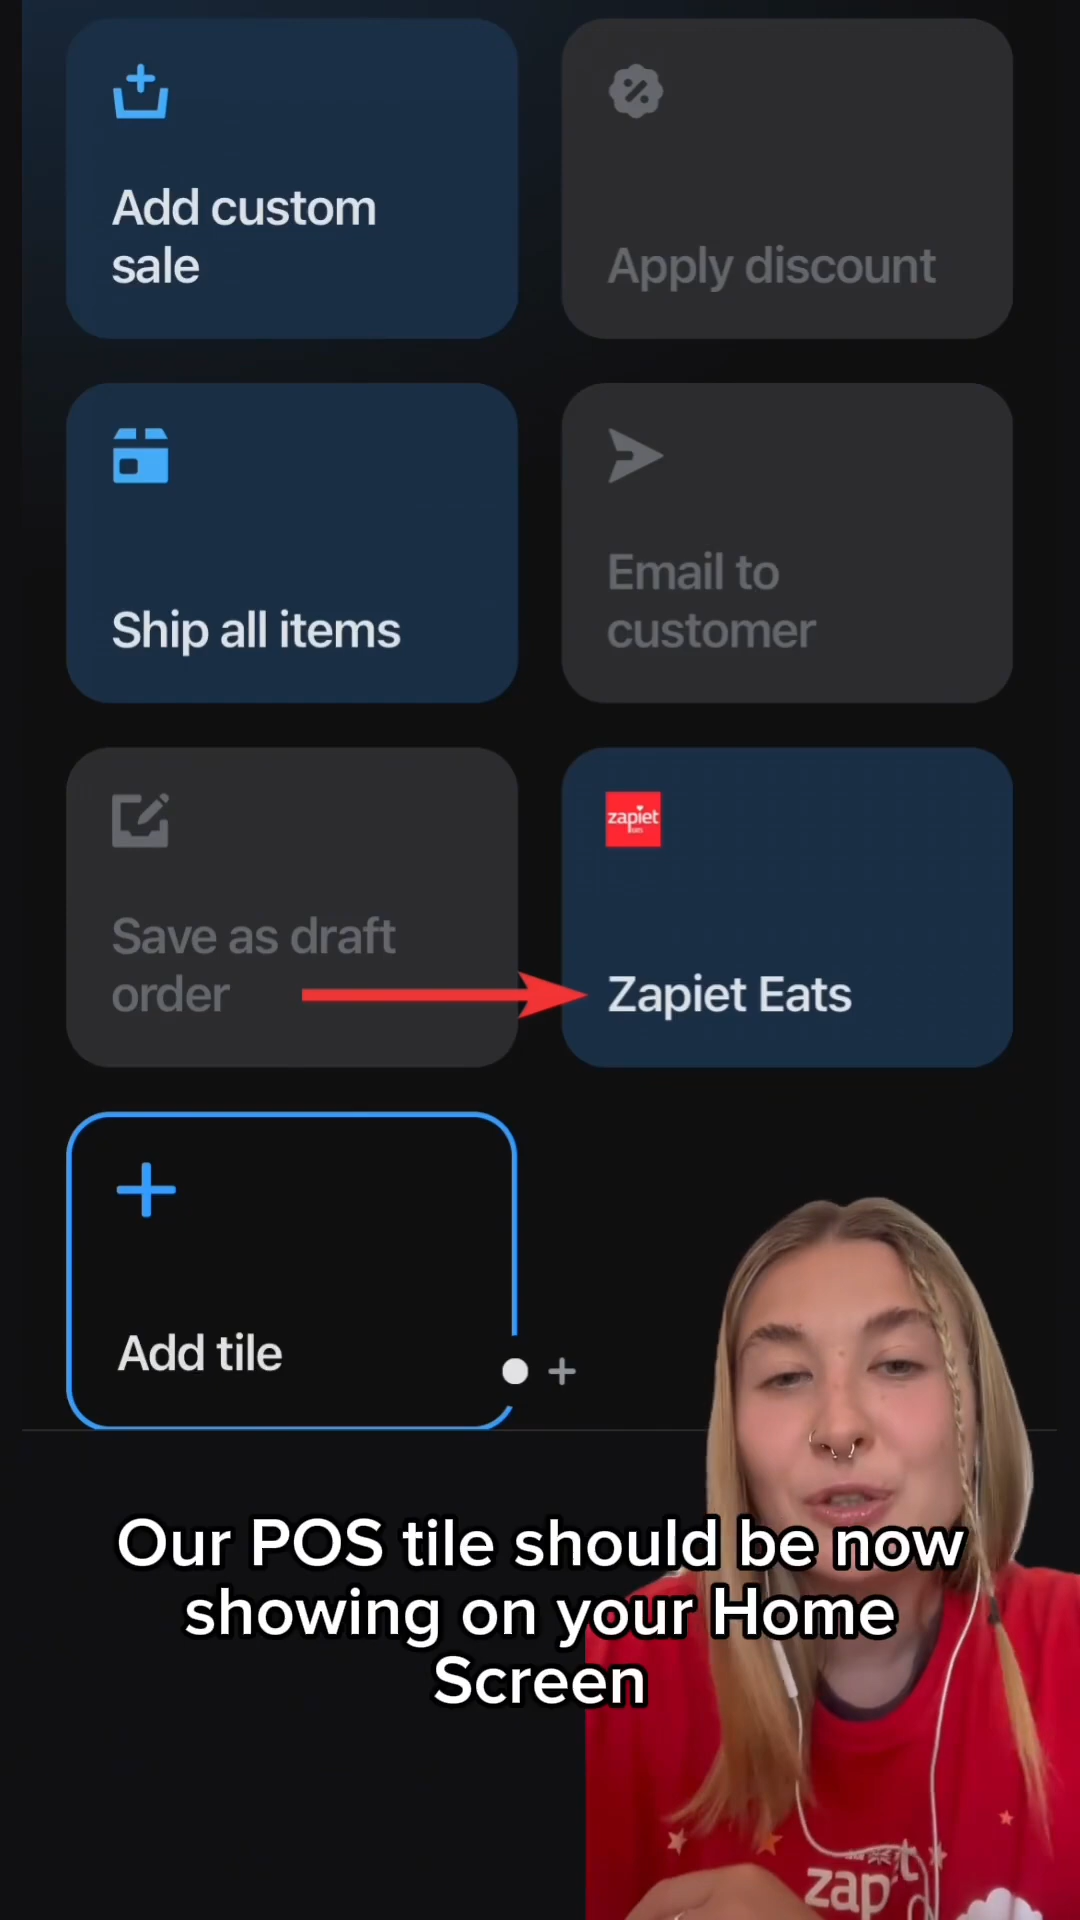 Add custom
sale
Apply discount
Ship all items
Email to
customer
Save as draft
order
zapiet
Zapiet Eats
Add tile
Our POS tile should be now
showing on your Home
Screen
zap